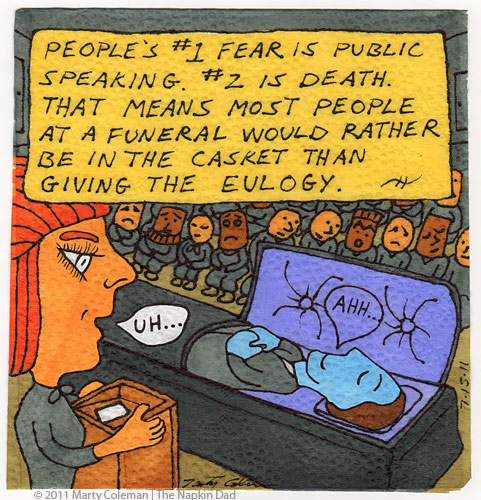 PEOPLE'S #1 FEAR IS PUBLIC
SPEAKING. #2 IS DEATH.
THAT MEANS MOST PEOPLE
AT A FUNERAL WOULD RATHER
BE IN THE CASKET THAN
GIVING THE EULOGY.
AHH...
UH...
7-15-11
© 2011 Marty Coleman | The Napkin Dad